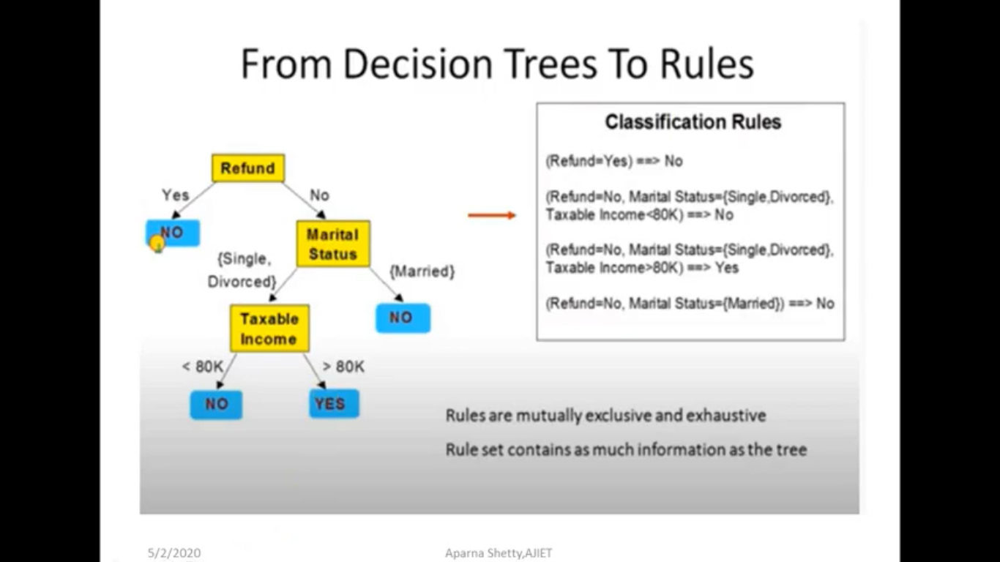 From Decision Trees To Rules
Refund
Yes
No
NO
Marital
Status
{Single,
Divorced}
{Married}
Taxable
Income
NO
< 80K
> 80K
NO
YES
Classification Rules
(Refund=Yes) ==> No
(Refund=No, Marital Status={Single,Divorced},
Taxable Income<80K) ==> No
(Refund=No, Marital Status={Single,Divorced},
Taxable Income>80K) ==> Yes
(Refund=No, Marital Status={Married}) ==> No
Rules are mutually exclusive and exhaustive
Rule set contains as much information as the tree
5/2/2020
Aparna Shetty,AJIET